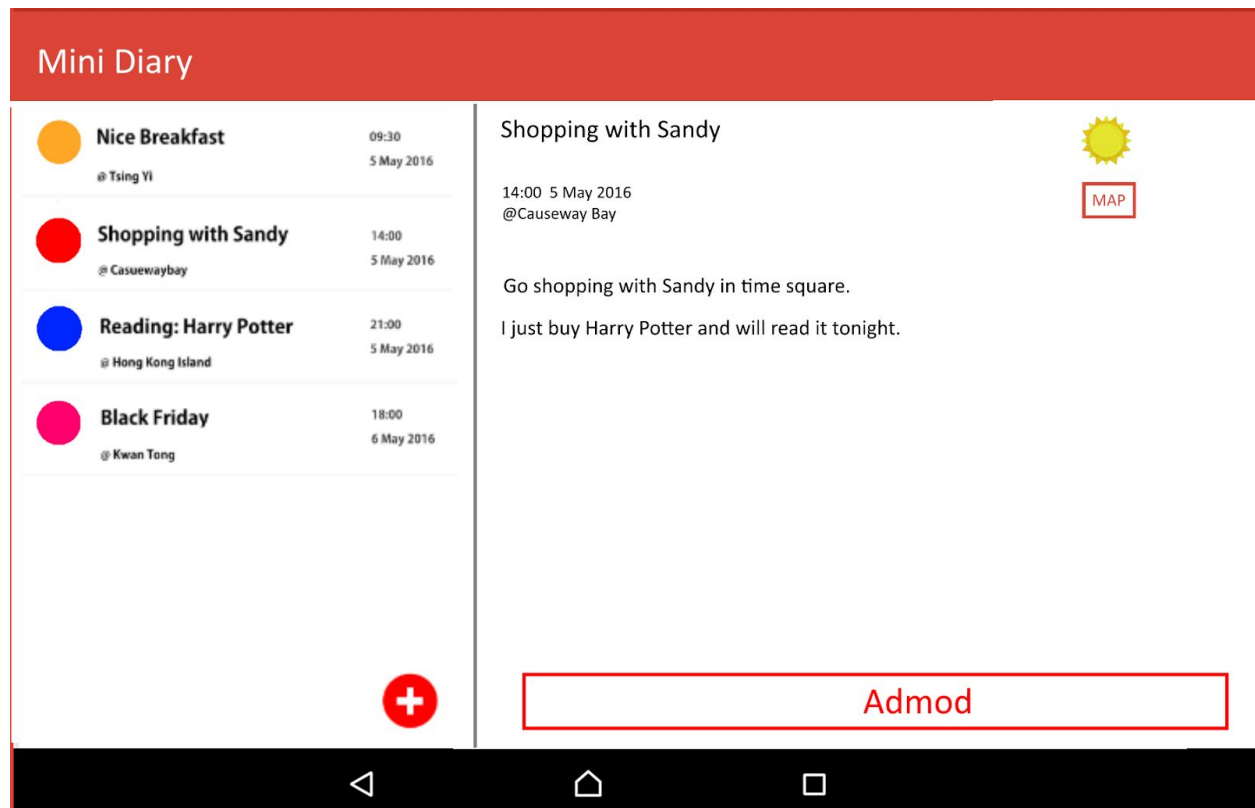 Mini Diary
Nice Breakfast
09:30
5 May 2016
@ Tsing Yi
Shopping with Sandy
14:00
5 May 2016
@ Casuewaybay
Reading: Harry Potter
21:00
5 May 2016
@ Hong Kong Island
Black Friday
18:00
6 May 2016
@ Kwan Tong
Shopping with Sandy
14:00 5 May 2016
@Causeway Bay
MAP
Go shopping with Sandy in time square.
I just buy Harry Potter and will read it tonight.
Admod